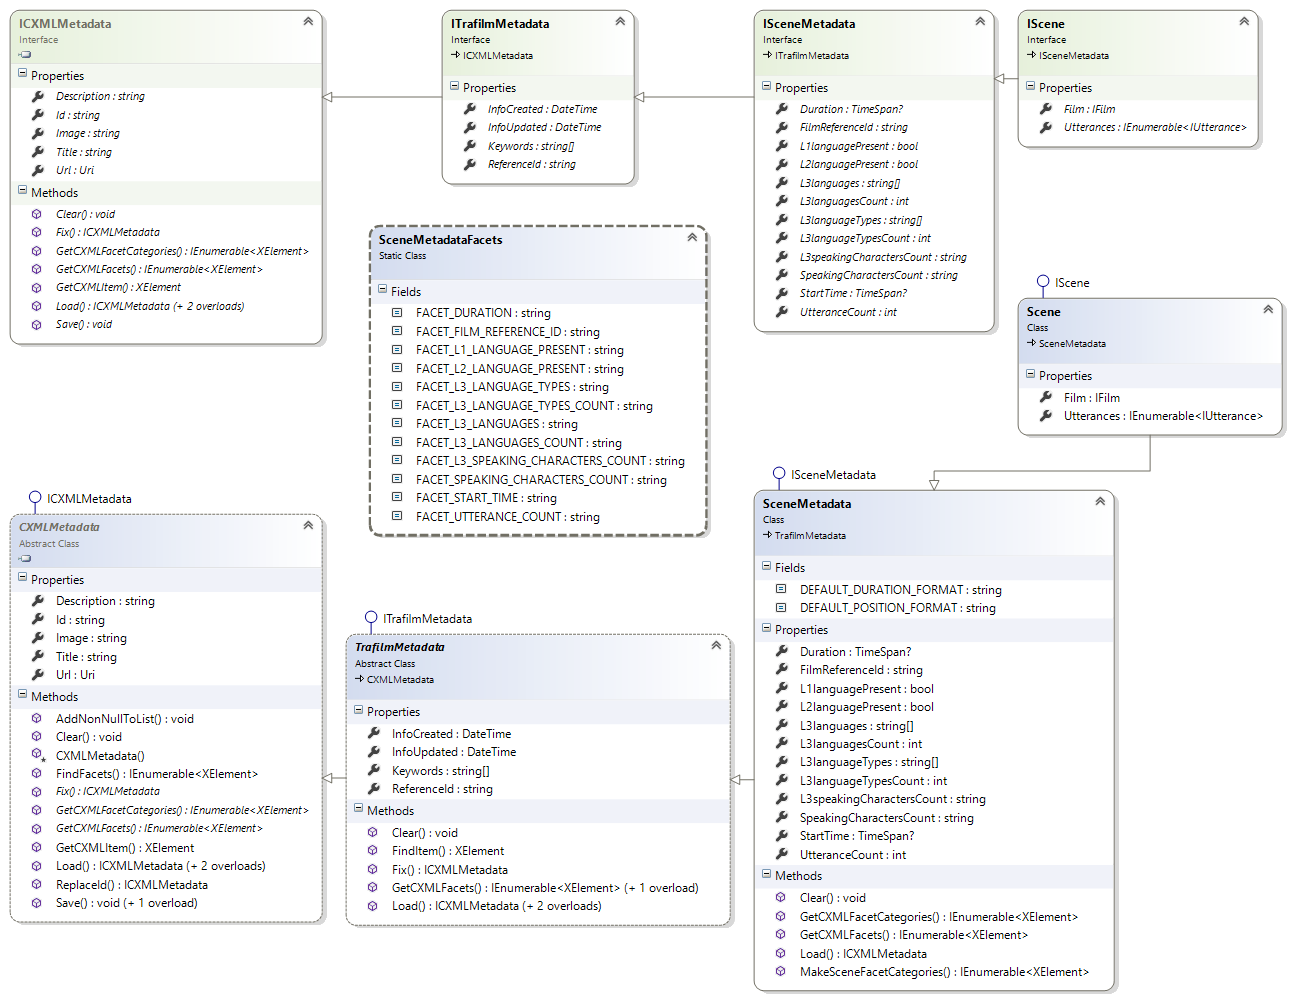 ICXMLMetadata
Interface
Properties
Description : string
Id : string
Image : string
Title : string
Url : Uri
Methods
Clear() : void
Fix() : ICXMLMetadata
GetCXMLFacetCategories() : IEnumerable<XElement>
GetCXMLFacets() : IEnumerable<XElement>
GetCXMLItem() : XElement
Load() : ICXMLMetadata (+ 2 overloads)
Save() : void
ITrafilmMetadata
Interface
ICXMLMetadata
Properties
InfoCreated : DateTime
InfoUpdated : DateTime
Keywords : string[]
ReferenceId : string
ISceneMetadata
Interface
ITrafilmMetadata
Properties
Duration : TimeSpan?
FilmReferenceId : string
L1languagePresent : bool
L2languagePresent : bool
L3languages : string[]
L3languagesCount : int
L3languageTypes : string[]
L3languageTypesCount : int
L3speakingCharactersCount : string
SpeakingCharactersCount : string
StartTime : TimeSpan?
UtteranceCount : int
IScene
Interface
ISceneMetadata
Properties
Film : IFilm
Utterances : IEnumerable<IUtterance>
SceneMetadataFacets
Static Class
Fields
FACET_DURATION : string
FACET_FILM_REFERENCE_ID : string
FACET_L1_LANGUAGE_PRESENT : string
FACET_L2_LANGUAGE_PRESENT : string
FACET_L3_LANGUAGE_TYPES : string
FACET_L3_LANGUAGE_TYPES_COUNT : string
FACET_L3_LANGUAGES : string
FACET_L3_LANGUAGES_COUNT : string
FACET_L3_SPEAKING_CHARACTERS_COUNT : string
FACET_SPEAKING_CHARACTERS_COUNT : string
FACET_START_TIME : string
FACET_UTTERANCE_COUNT : string
IScene
Scene
Class
SceneMetadata
Properties
Film : IFilm
Utterances : IEnumerable<IUtterance>
ICXMLMetadata
CXMLMetadata
Abstract Class
Properties
Description : string
Id : string
Image : string
Title : string
Url : Uri
Methods
AddNonNullToList() : void
Clear() : void
CXMLMetadata()
FindFacets() : IEnumerable<XElement>
Fix() : ICXMLMetadata
GetCXMLFacetCategories() : IEnumerable<XElement>
GetCXMLFacets() : IEnumerable<XElement>
GetCXMLItem() : XElement
Load() : ICXMLMetadata (+ 2 overloads)
ReplaceId() : ICXMLMetadata
Save() : void (+ 1 overload)
ITrafilmMetadata
TrafilmMetadata
Abstract Class
CXMLMetadata
Properties
InfoCreated : DateTime
InfoUpdated : DateTime
Keywords : string[]
ReferenceId : string
Methods
Clear() : void
FindItem() : XElement
Fix() : ICXMLMetadata
GetCXMLFacets() : IEnumerable<XElement> (+ 1 overload)
Load() : ICXMLMetadata (+ 2 overloads)
ISceneMetadata
SceneMetadata
Class
TrafilmMetadata
Fields
DEFAULT_DURATION_FORMAT : string
DEFAULT_POSITION_FORMAT : string
Properties
Duration : TimeSpan?
FilmReferenceId : string
L1languagePresent : bool
L2languagePresent : bool
L3languages : string[]
L3languagesCount : int
L3languageTypes : string[]
L3languageTypesCount : int
L3speakingCharactersCount : string
SpeakingCharactersCount : string
StartTime : TimeSpan?
UtteranceCount : int
Methods
Clear() : void
GetCXMLFacetCategories() : IEnumerable<XElement>
GetCXMLFacets() : IEnumerable<XElement>
Load() : ICXMLMetadata
MakeSceneFacetCategories() : IEnumerable<XElement>